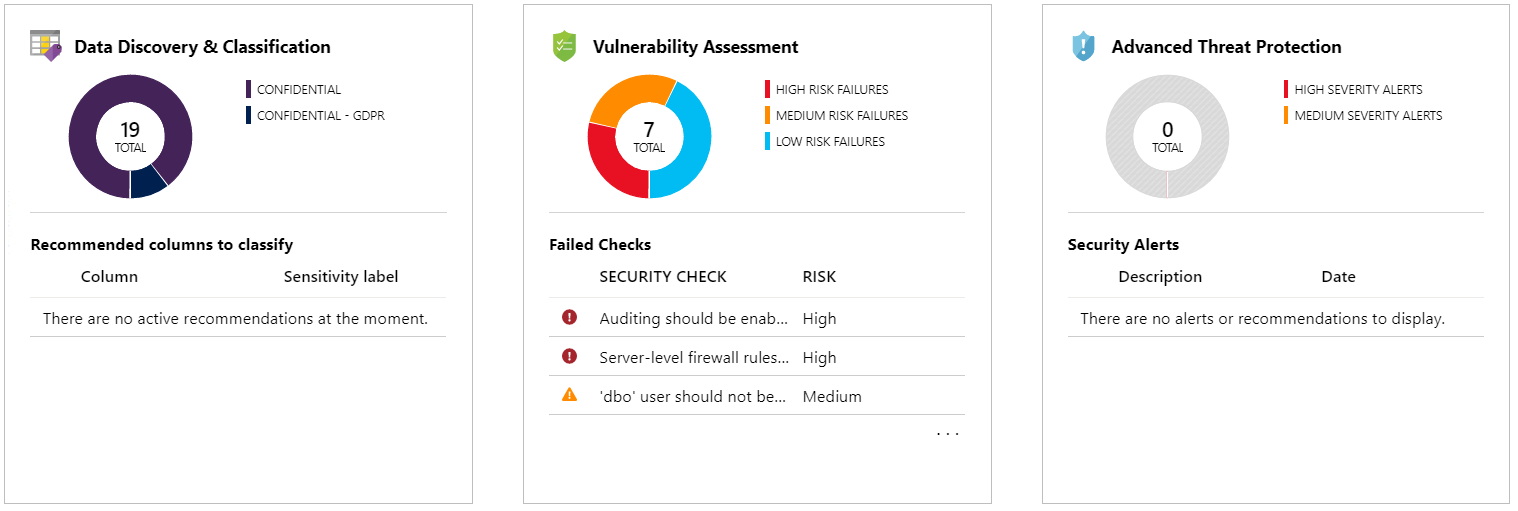 Data Discovery & Classification
CONFIDENTIAL
CONFIDENTIAL - GDPR
19
TOTAL
Recommended columns to classify
Column Sensitivity label
There are no active recommendations at the moment.
Vulnerability Assessment
HIGH RISK FAILURES
MEDIUM RISK FAILURES
LOW RISK FAILURES
7
TOTAL
Failed Checks
SECURITY CHECK RISK
Auditing should be enab... High
Server-level firewall rules... High
'dbo' user should not be... Medium
...
Advanced Threat Protection
HIGH SEVERITY ALERTS
MEDIUM SEVERITY ALERTS
0
TOTAL
Security Alerts
Description Date
There are no alerts or recommendations to display.